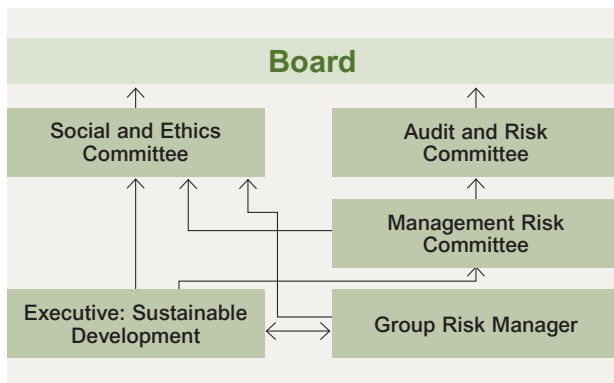 Board
Social and Ethics
Committee
Audit and Risk
Committee
Management Risk
Committee
Executive: Sustainable
Development
Group Risk Manager